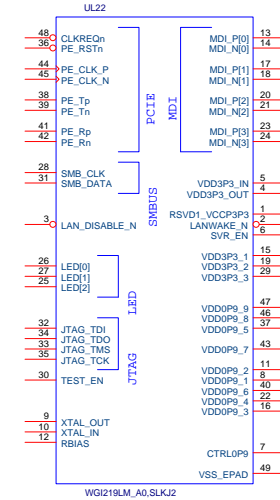 UL22
48 CLKREQn
36 PE_RSTn
44 PE_CLK_P
45 PE_CLK_N
38 PE_Tp
39 PE_Tn
41 PE_Rp
42 PE_Rn
PCIE
28 SMB_CLK
31 SMB_DATA
SMBUS
3 LAN_DISABLE_N
26 LED[0]
27 LED[1]
25 LED[2]
LED
32 JTAG_TDI
34 JTAG_TDO
33 JTAG_TMS
35 JTAG_TCK
JTAG
30 TEST_EN
9 XTAL_OUT
10 XTAL_IN
12 RBIAS
MDI
MDI_P[0] 13
MDI_N[0] 14
MDI_P[1] 17
MDI_N[1] 18
MDI_P[2] 20
MDI_N[2] 21
MDI_P[3] 23
MDI_N[3] 24
VDD3P3_IN 5
VDD3P3_OUT 4
RSVD1_VCCP3P3 1
LANWAKE_N 2
SVR_EN 6
VDD3P3_1 15
VDD3P3_2 19
VDD3P3_3 29
VDD0P9_9 47
VDD0P9_8 46
VDD0P9_5 37
VDD0P9_7 43
VDD0P9_2 11
VDD0P9_1 8
VDD0P9_6 40
VDD0P9_4 22
VDD0P9_3 16
CTRL0P9 7
VSS_EPAD 49
WGI219LM_A0,SLKJ2